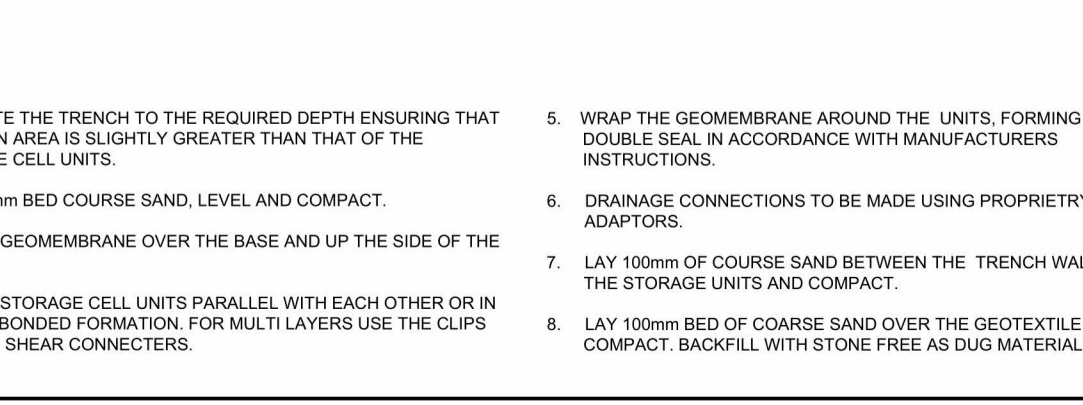 TE THE TRENCH TO THE REQUIRED DEPTH ENSURING THAT
N AREA IS SLIGHTLY GREATER THAN THAT OF THE
E CELL UNITS.
mm BED COURSE SAND, LEVEL AND COMPACT.
GEOMEMBRANE OVER THE BASE AND UP THE SIDE OF THE
STORAGE CELL UNITS PARALLEL WITH EACH OTHER OR IN
BONDED FORMATION. FOR MULTI LAYERS USE THE CLIPS
SHEAR CONNECTERS.
5. WRAP THE GEOMEMBRANE AROUND THE UNITS, FORMING
DOUBLE SEAL IN ACCORDANCE WITH MANUFACTURERS
INSTRUCTIONS.
6. DRAINAGE CONNECTIONS TO BE MADE USING PROPRIETRY
ADAPTORS.
7. LAY 100mm OF COURSE SAND BETWEEN THE TRENCH WAL
THE STORAGE UNITS AND COMPACT.
8. LAY 100mm BED OF COARSE SAND OVER THE GEOTEXTILE
COMPACT. BACKFILL WITH STONE FREE AS DUG MATERIAL